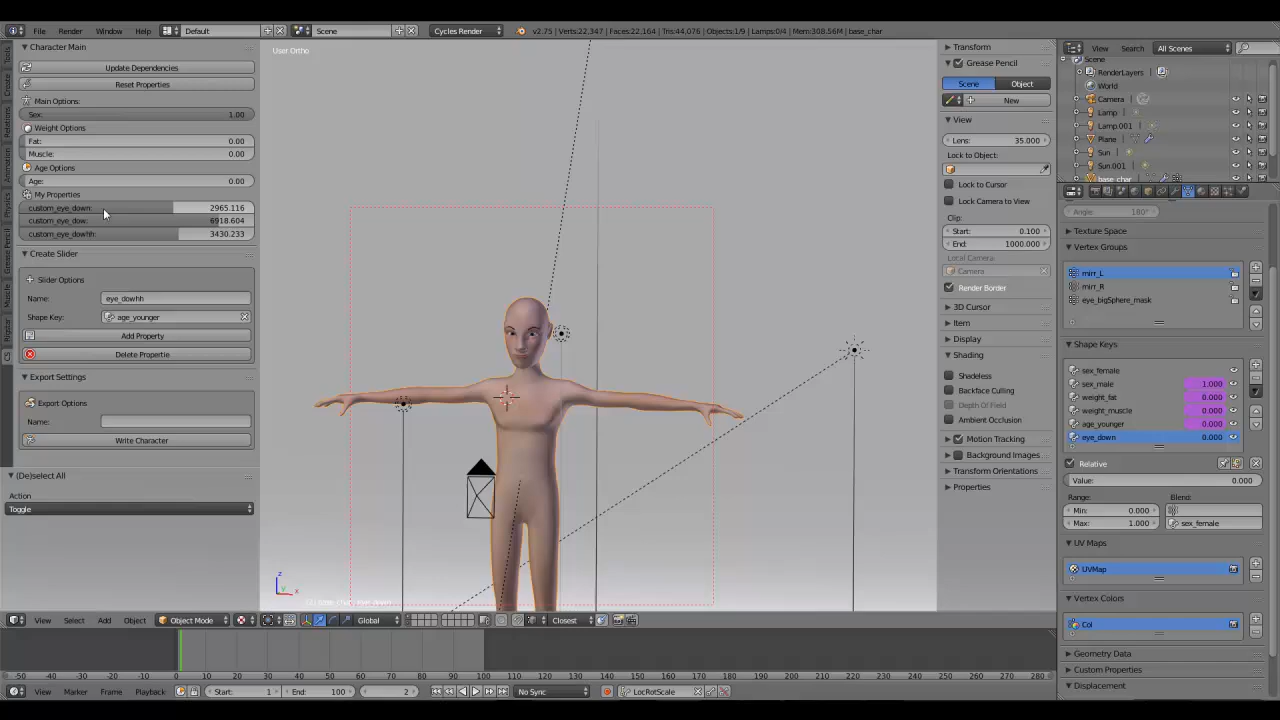 File Render Window Help Default Scene Cycles Render v2.75 | Verts:22,347 | Faces:22,164 | Tris:44,076 | Objects:1/9 | Lamps:0/4 | Mem:308.56M | base_char
Character Main
Update Dependencies
Reset Properties
Main Options:
Sex: 1.00
Weight Options
Fat: 0.00
Muscle: 0.00
Age Options
Age: 0.00
My Properties
custom_eye_down: 2965.116
custom_eye_dow: 6918.604
custom_eye_dowhh: 3430.233
Create Slider
Slider Options
Name: eye_dowhh
Shape Key: age_younger
Add Property
Delete Propertie
Export Settings
Export Options
Name:
Write Character
(De)select All
Action
Toggle
Tools
Create
Relations
Animation
Physics
Grease Pencil
Muscle
Rigstar
CS
User Ortho
z
y
x
View Select Add Object Object Mode Global Closest
Transform
Grease Pencil
Scene Object
New
View
Lens: 35.000
Lock to Object:
Lock to Cursor
Lock Camera to View
Clip:
Start: 0.100
End: 1000.000
Local Camera:
Camera
Render Border
3D Cursor
Item
Display
Shading
Shadeless
Backface Culling
Depth Of Field
Ambient Occlusion
Motion Tracking
Background Images
Transform Orientations
Properties
View Search All Scenes
Scene
RenderLayers
World
Camera
Lamp
Lamp.001
Plane
Sun
Sun.001
base_char
Angle: 180°
Texture Space
Vertex Groups
mirr_L
mirr_R
eye_bigSphere_mask
Shape Keys
sex_female
sex_male 1.000
weight_fat 0.000
weight_muscle 0.000
age_younger 0.000
eye_down 0.000
Relative
Value: 0.000
Range: Blend:
Min: 0.000
Max: 1.000 sex_female
UV Maps
UVMap
Vertex Colors
Col
Geometry Data
Custom Properties
Displacement
-50 -40 -30 -20 -10 0 10 20 30 40 50 60 70 80 90 100 110 120 130 140 150 160 170 180 190 200 210 220 230 240 250 260 270 280
View Marker Frame Playback Start: 1 End: 100 2 No Sync LocRotScale